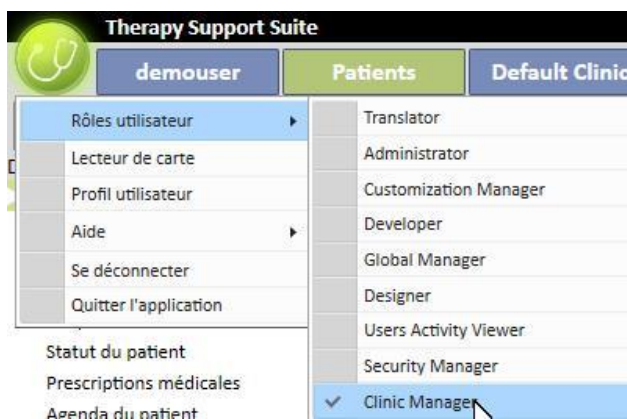 Therapy Support Suite
demouser
Patients
Default Clinic
Rôles utilisateur
Lecteur de carte
Profil utilisateur
Aide
Se déconnecter
Quitter l'application
Translator
Administrator
Customization Manager
Developer
Global Manager
Designer
Users Activity Viewer
Security Manager
Clinic Manager
Statut du patient
Prescriptions médicales
Agenda du patient